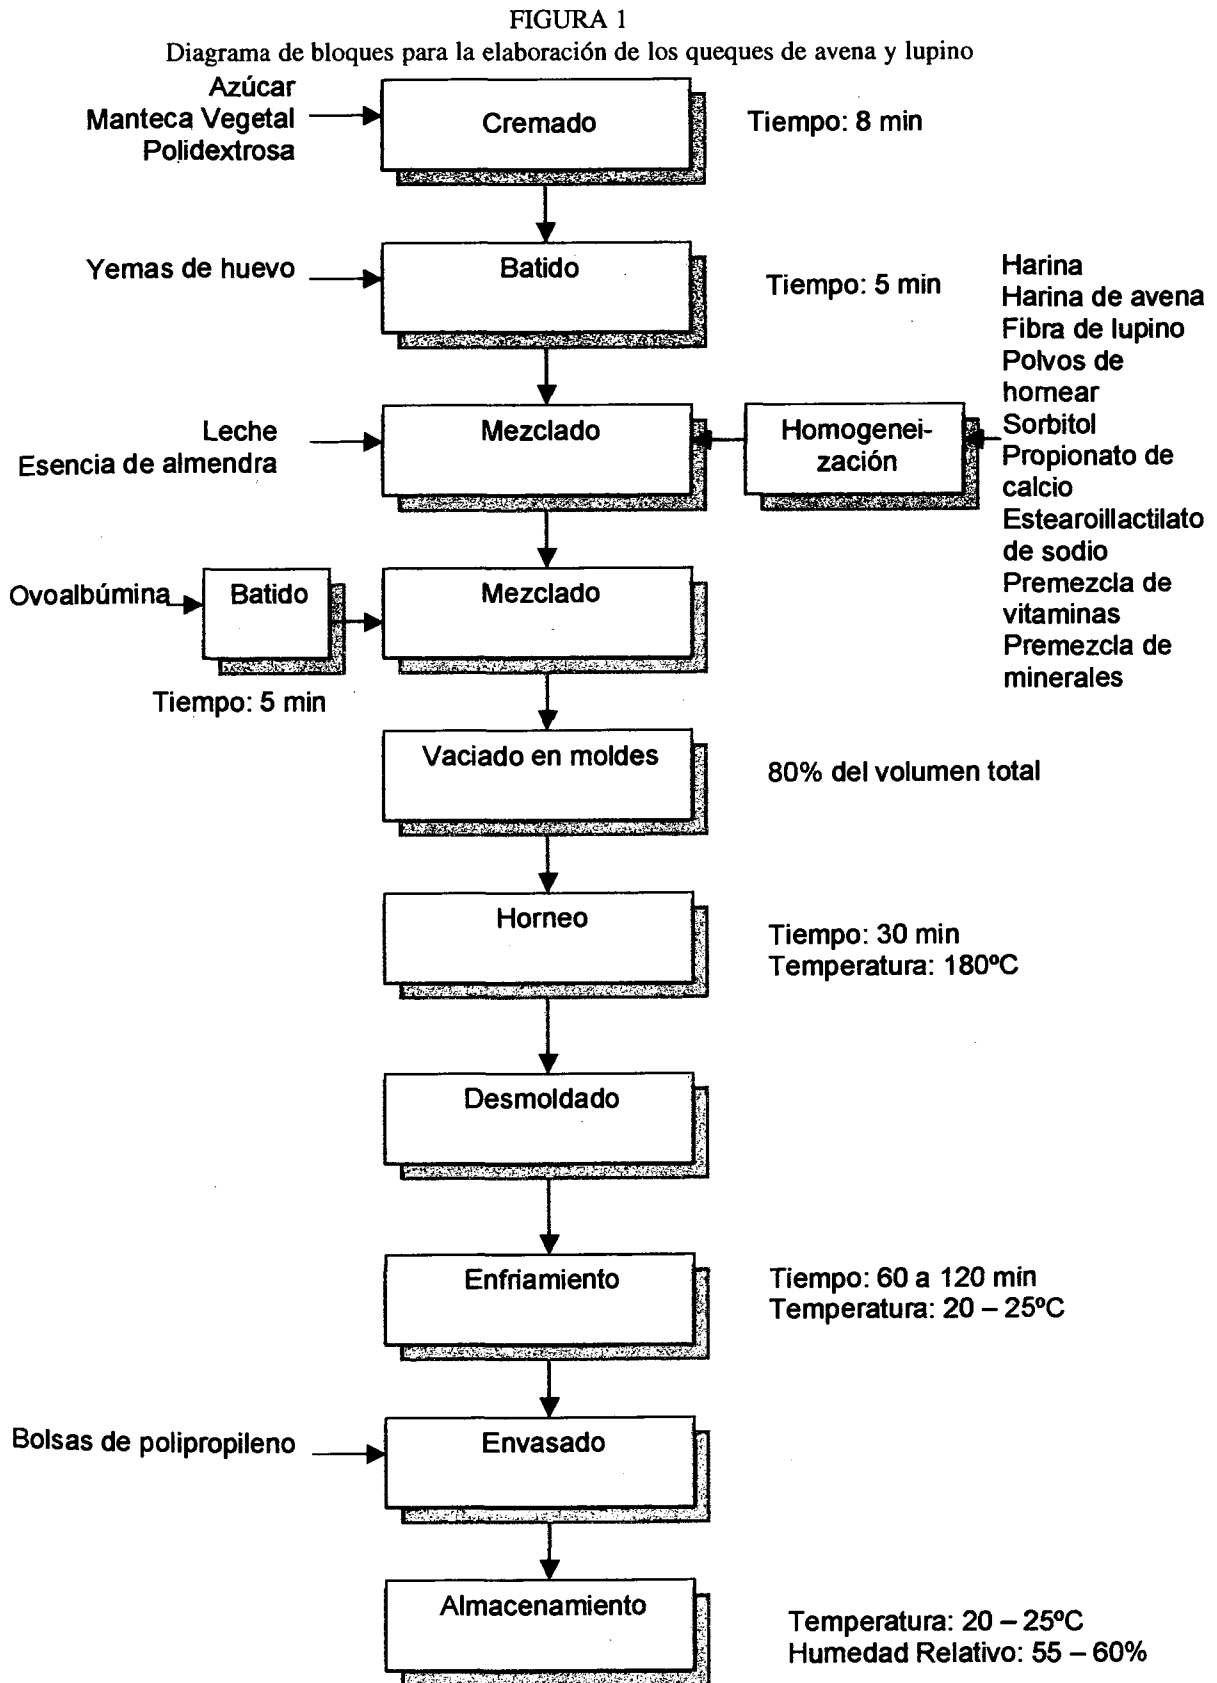 FIGURA 1
Diagrama de bloques para la elaboración de los queques de avena y lupino
Azúcar
Manteca Vegetal
Polidextrosa
Cremado
Tiempo: 8 min
Yemas de huevo
Batido
Tiempo: 5 min
Harina
Harina de avena
Fibra de lupino
Polvos de
hornear
Sorbitol
Propionato de
calcio
Estearoillactilato
de sodio
Premezcla de
vitaminas
Premezcla de
minerales
Leche
Esencia de almendra
Mezclado
Homogenei-
zación
Ovoalbúmina
Batido
Mezclado
Tiempo: 5 min
Vaciado en moldes
80% del volumen total
Horneo
Tiempo: 30 min
Temperatura: 180ºC
Desmoldado
Enfriamiento
Tiempo: 60 a 120 min
Temperatura: 20 – 25ºC
Bolsas de polipropileno
Envasado
Almacenamiento
Temperatura: 20 – 25ºC
Humedad Relativo: 55 – 60%